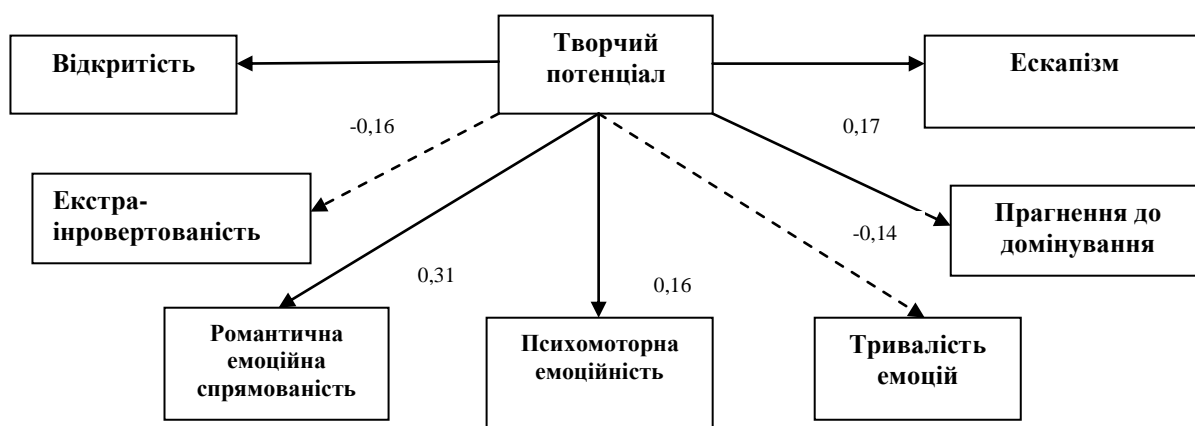 Творчий
потенціал
Відкритість
Ескапізм
-0,16
0,17
Екстра-
інровертованість
Прагнення до
домінування
-0,14
0,31
0,16
Романтична
емоційна
спрямованість
Психомоторна
емоційність
Тривалість
емоцій